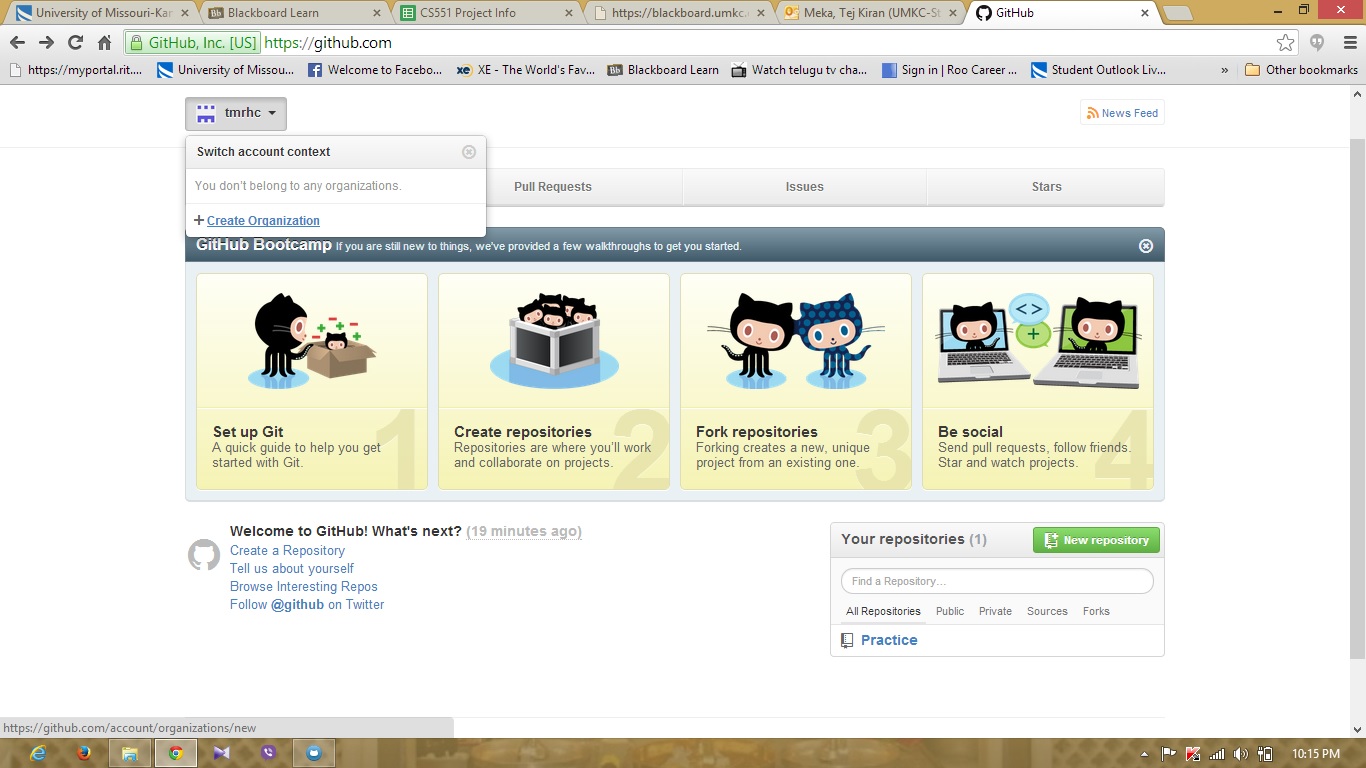 University of Missouri-Kan
Blackboard Learn
CS551 Project Info
https://blackboard.umkc.
Meka, Tej Kiran (UMKC-St
GitHub
GitHub, Inc. [US] https://github.com
https://myportal.rit....
University of Missou...
Welcome to Facebo...
XE - The World's Fav...
Bb Blackboard Learn
Watch telugu tv cha...
Sign in | Roo Career ...
Student Outlook Liv...
»
Other bookmarks
tmrhc
News Feed
Switch account context
You don't belong to any organizations.
Create Organization
Pull Requests
Issues
Stars
GitHub Bootcamp If you are still new to things, we've provided a few walkthroughs to get you started.
1
Set up Git
A quick guide to help you get
started with Git.
2
Create repositories
Repositories are where you'll work
and collaborate on projects.
3
Fork repositories
Forking creates a new, unique
project from an existing one.
4
Be social
Send pull requests, follow friends.
Star and watch projects.
Welcome to GitHub! What's next? (19 minutes ago)
Create a Repository
Tell us about yourself
Browse Interesting Repos
Follow @github on Twitter
Your repositories (1)
New repository
Find a Repository…
All Repositories Public Private Sources Forks
Practice
https://github.com/account/organizations/new
10:15 PM